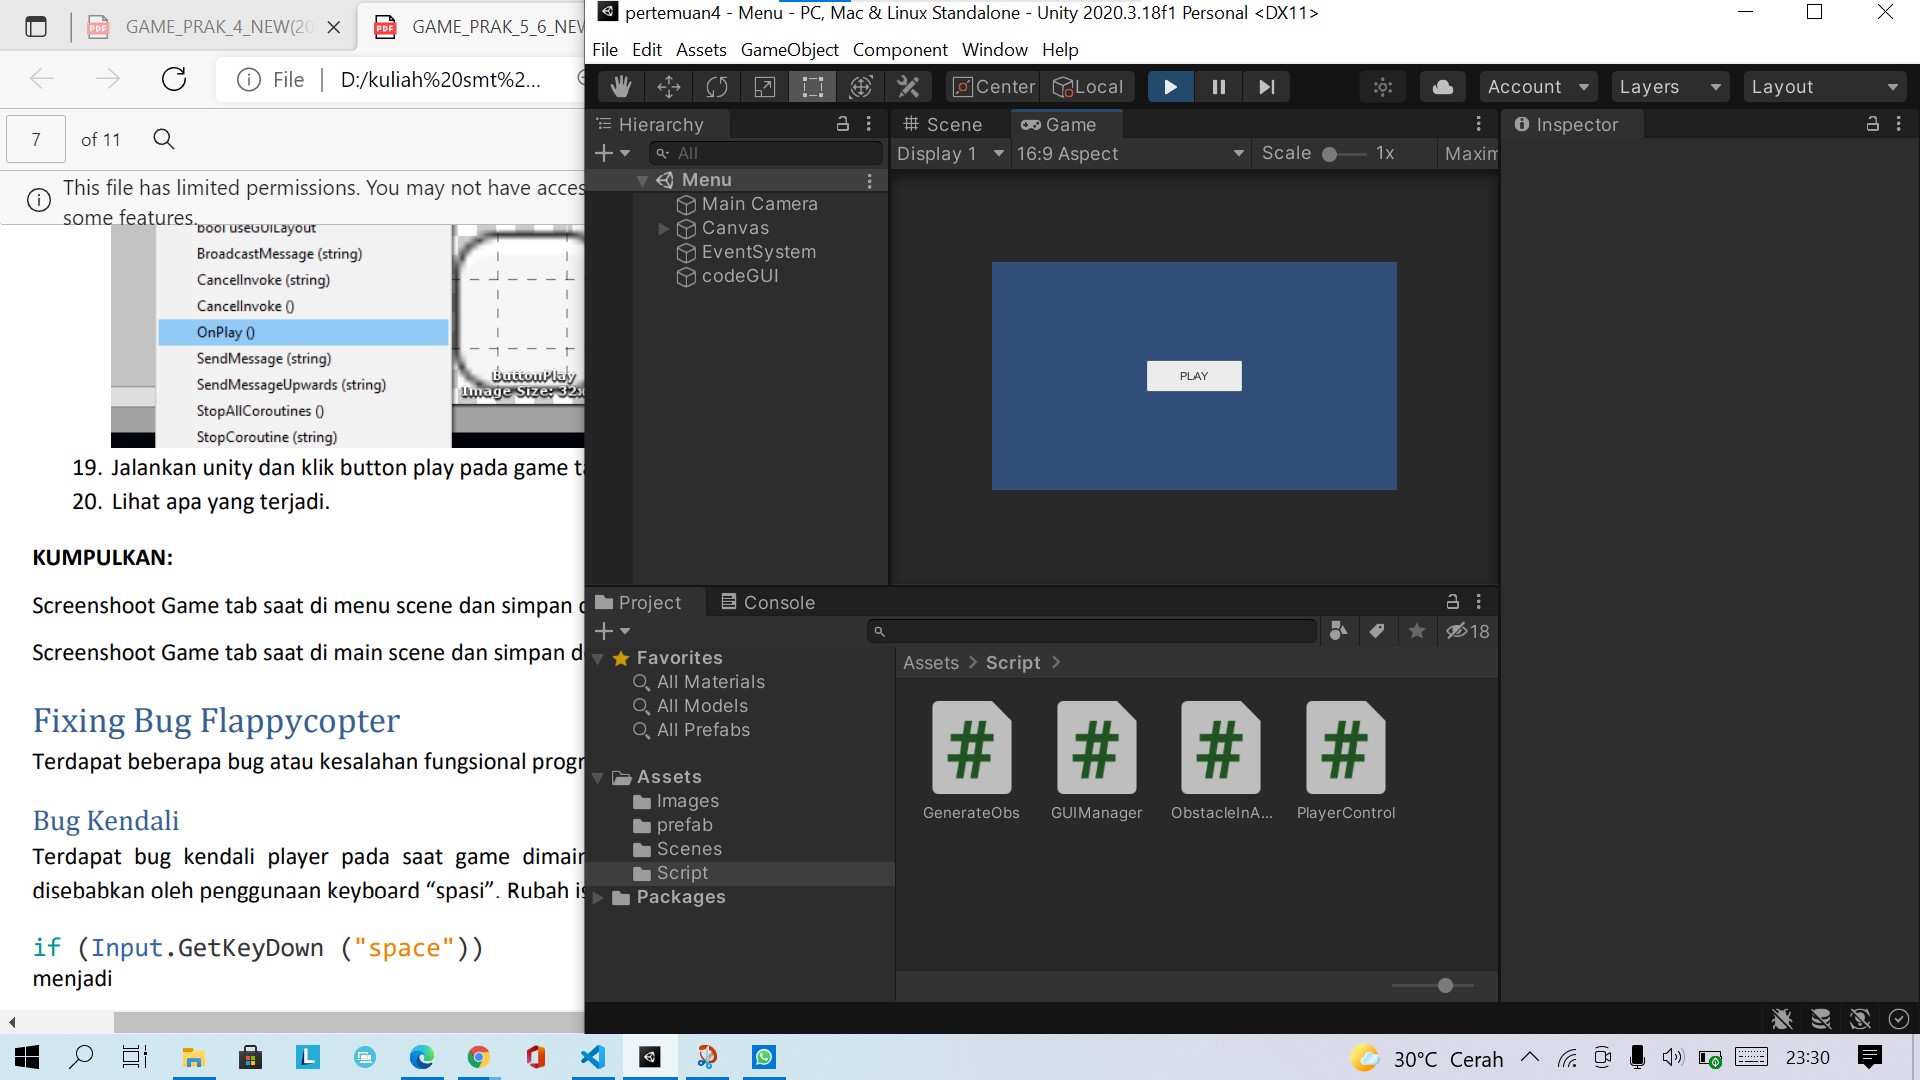 GAME_PRAK_4_NEW(20
GAME_PRAK_5_6_NEW
File
D:/kuliah%20smt%2...
7
of 11
This file has limited permissions. You may not have acces
some features.
bool useGUILayout
BroadcastMessage (string)
CancelInvoke (string)
CancelInvoke ()
OnPlay ()
SendMessage (string)
SendMessageUpwards (string)
StopAllCoroutines ()
StopCoroutine (string)
ButtonPlay
Image Size: 32x
19. Jalankan unity dan klik button play pada game ta
20. Lihat apa yang terjadi.
KUMPULKAN:
Screenshoot Game tab saat di menu scene dan simpan d
Screenshoot Game tab saat di main scene dan simpan d
Fixing Bug Flappycopter
Terdapat beberapa bug atau kesalahan fungsional progr
Bug Kendali
Terdapat bug kendali player pada saat game dimain
disebabkan oleh penggunaan keyboard “spasi”. Rubah is
if (Input.GetKeyDown ("space"))
menjadi
pertemuan4 - Menu - PC, Mac & Linux Standalone - Unity 2020.3.18f1 Personal <DX11>
File Edit Assets GameObject Component Window Help
Center Local Account Layers Layout
Hierarchy
All
Menu
Main Camera
Canvas
EventSystem
codeGUI
Scene Game
Display 1 16:9 Aspect Scale 1x Maxim
PLAY
Inspector
Project Console
18
Favorites
All Materials
All Models
All Prefabs
Assets
Images
prefab
Scenes
Script
Packages
Assets > Script >
GenerateObs GUIManager ObstacleInA... PlayerControl
30°C Cerah 23:30